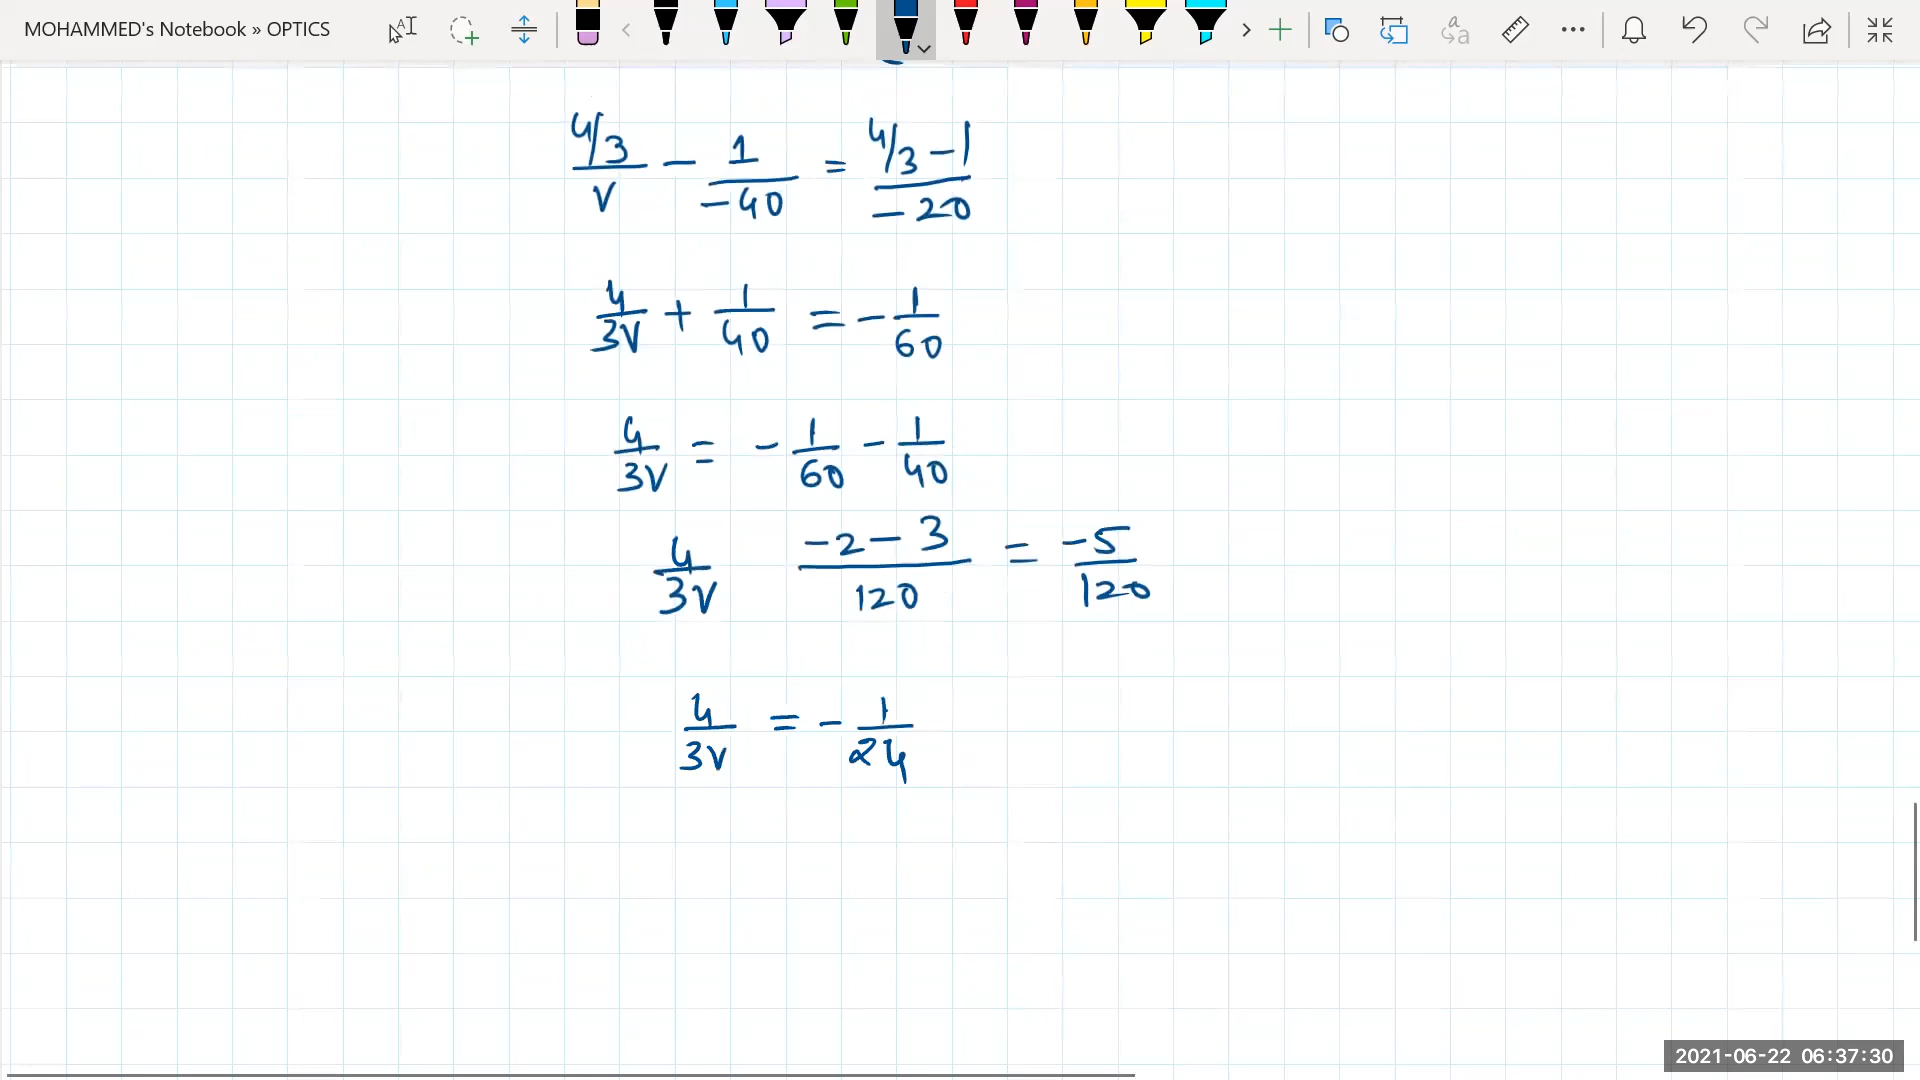 MOHAMMED's Notebook » OPTICS
4/3/v - 1/-40 = 4/3 - 1/-20
4/3v + 1/40 = - 1/60
4/3v = - 1/60 - 1/40
4/3v -2 - 3/120 = -5/120
4/3v = - 1/24
2021-06-22 06:37:30